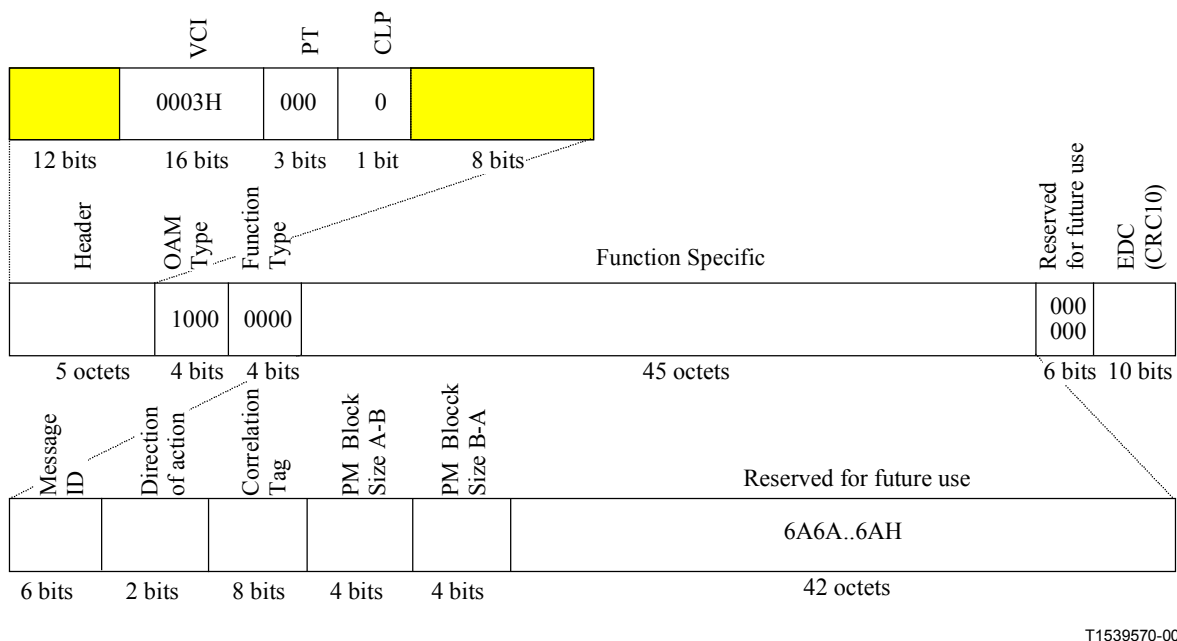 VCI
PT
CLP
0003H
000
0
12 bits
16 bits
3 bits
1 bit
8 bits
Header
OAM
Type
Function
Type
Function Specific
Reserved
for future use
EDC
(CRC10)
1000
0000
000
000
5 octets
4 bits
4 bits
45 octets
6 bits
10 bits
Message
ID
Direction
of action
Correlation
Tag
PM Block
Size A-B
PM Blocck
Size B-A
Reserved for future use
6A6A..6AH
6 bits
2 bits
8 bits
4 bits
4 bits
42 octets
T1539570-00